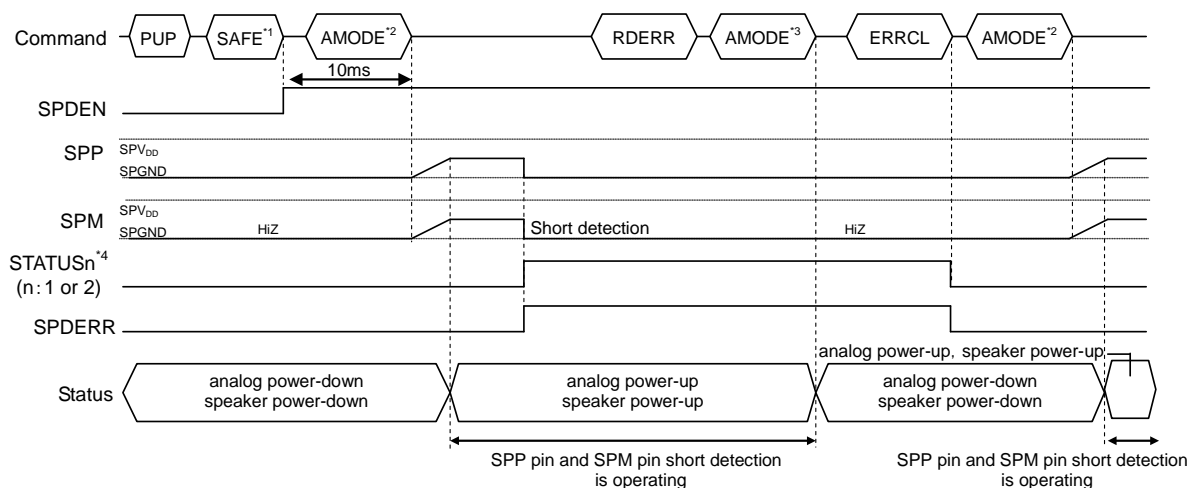 Command PUP SAFE*1 AMODE*2 RDERR AMODE*3 ERRCL AMODE*2
10ms
SPDEN
SPP SPVDD
SPGND
SPM SPVDD
SPGND HiZ Short detection HiZ
STATUSn*4
(n:1 or 2)
SPDERR
analog power-up, speaker power-up
Status analog power-down analog power-up analog power-down
speaker power-down speaker power-up speaker power-down
SPP pin and SPM pin short detection SPP pin and SPM pin short detection
is operating is operating